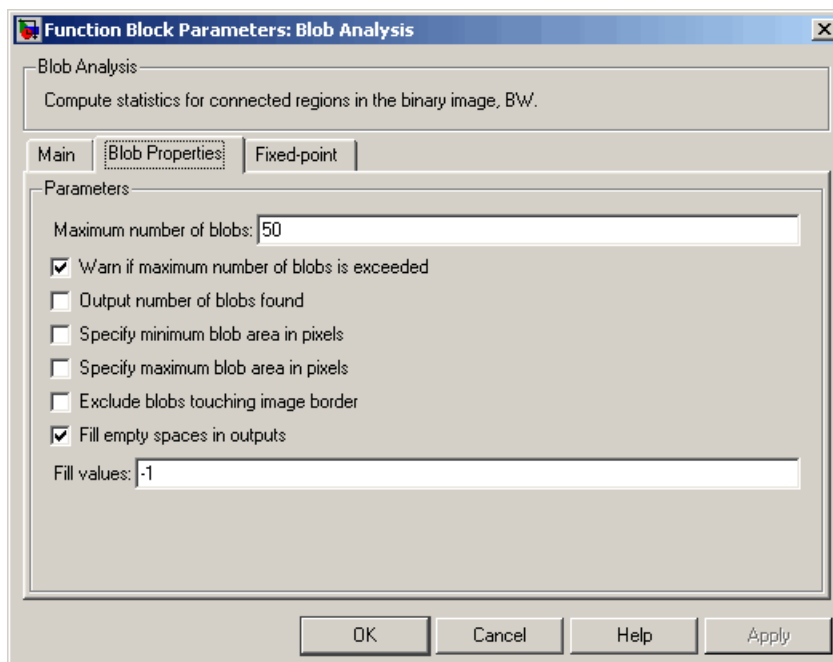 Function Block Parameters: Blob Analysis
Blob Analysis
Compute statistics for connected regions in the binary image, BW.
Main Blob Properties Fixed-point
Parameters
Maximum number of blobs: 50
Warn if maximum number of blobs is exceeded
Output number of blobs found
Specify minimum blob area in pixels
Specify maximum blob area in pixels
Exclude blobs touching image border
Fill empty spaces in outputs
Fill values: -1
OK Cancel Help Apply